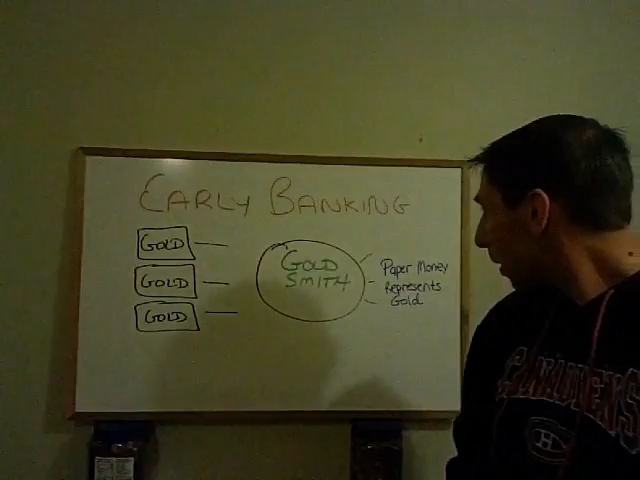 EARLY BANKING
GOLD
GOLD
GOLD
GOLD
SMITH
Paper Money
Represents
Gold
CANADIENS
H